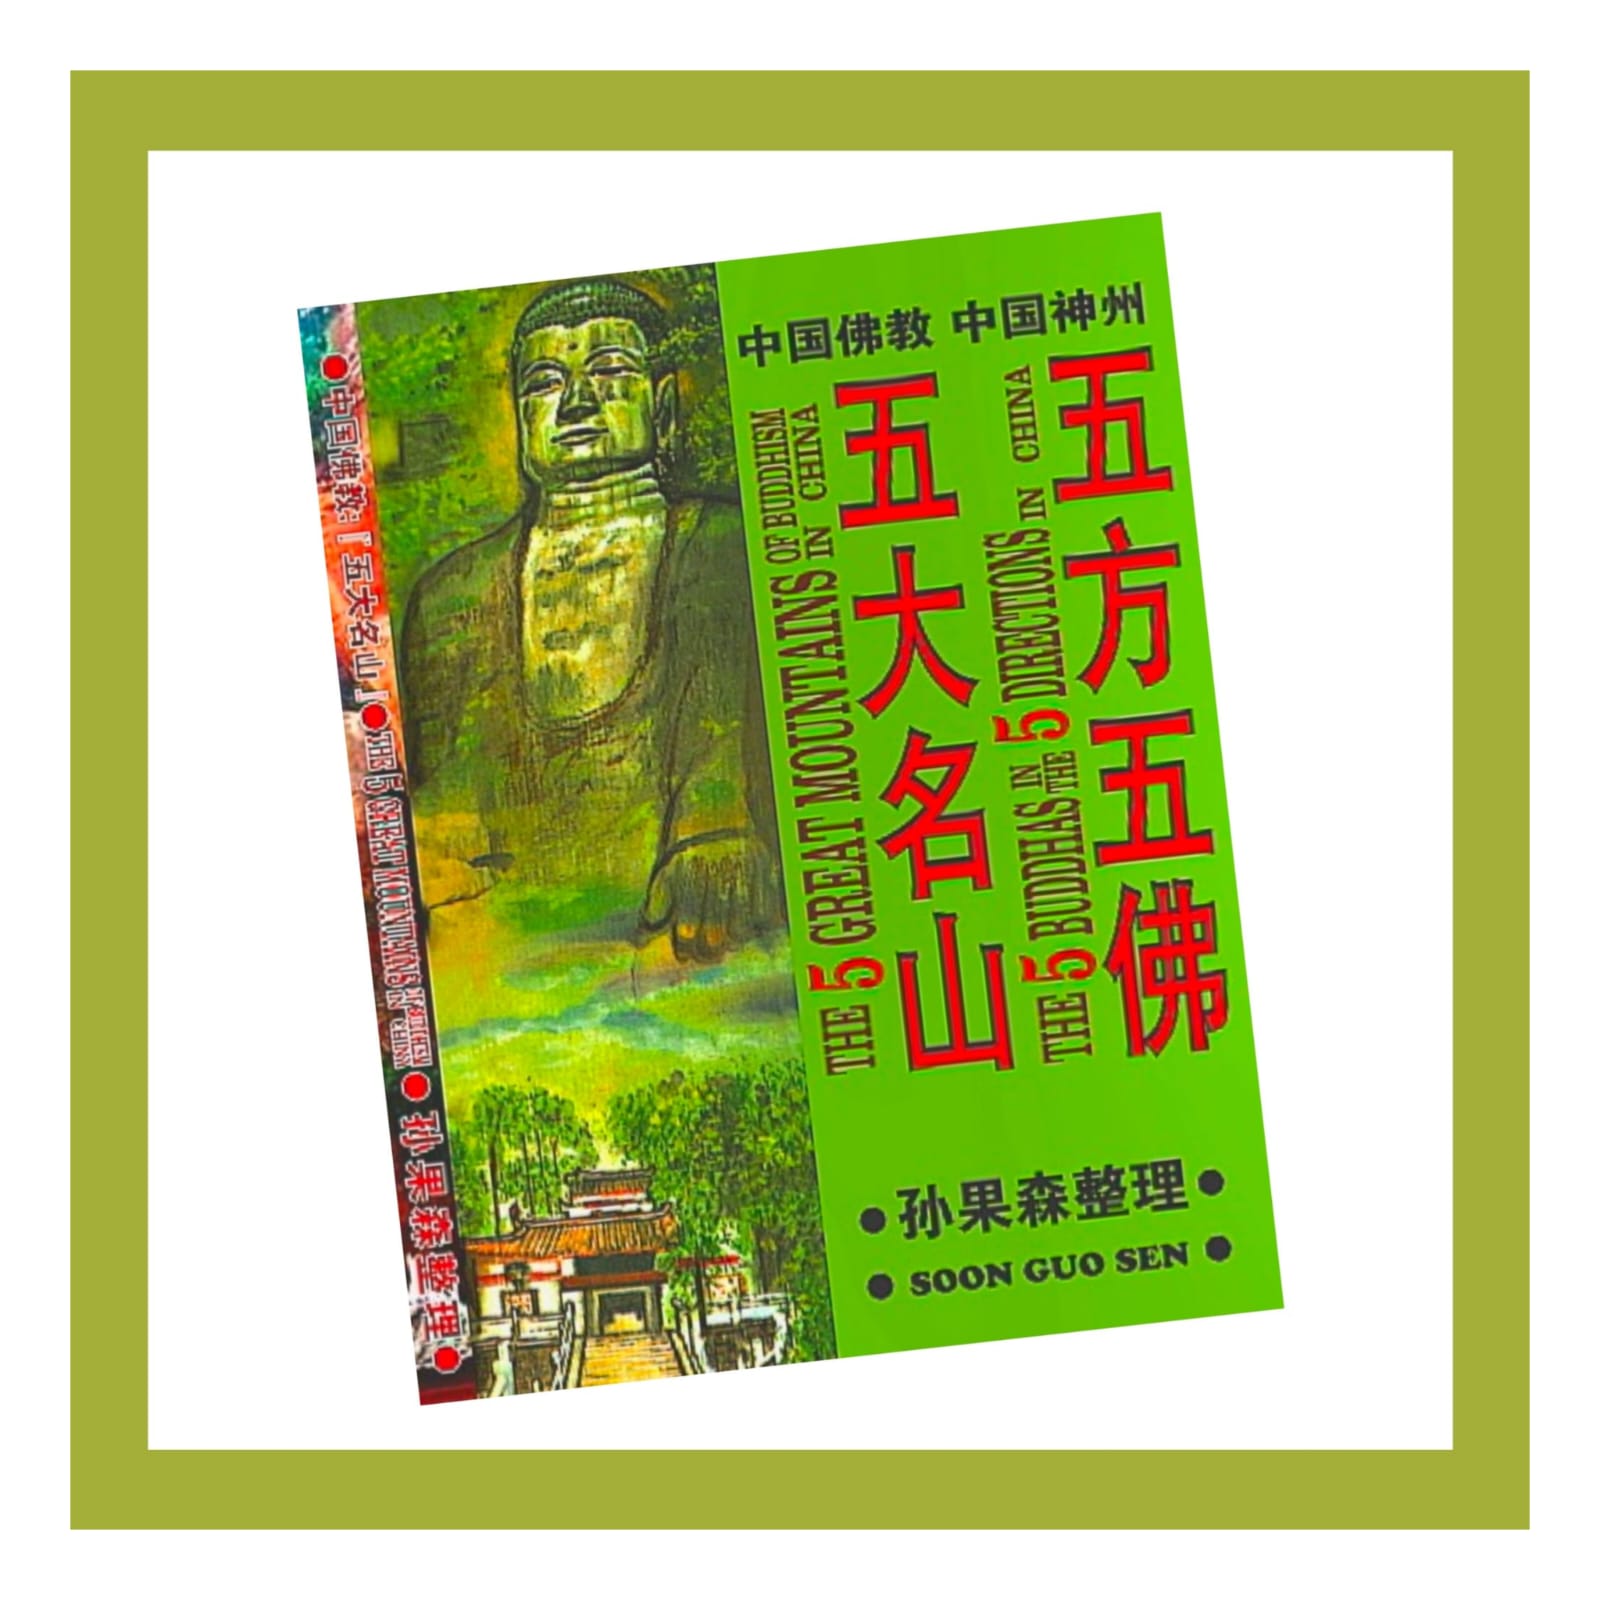 中国佛教 中国神州
五大名山
THE 5 GREAT MOUNTAINS OF BUDDHISM IN CHINA
五方五佛
THE 5 BUDDHAS IN THE 5 DIRECTIONS IN CHINA
●孙果森整理●
● SOON GUO SEN ●
●中国佛教:『五大名山』●THE 5 GREAT MOUNTAINS OF BUDDHISM IN CHINA●孙果森整理●